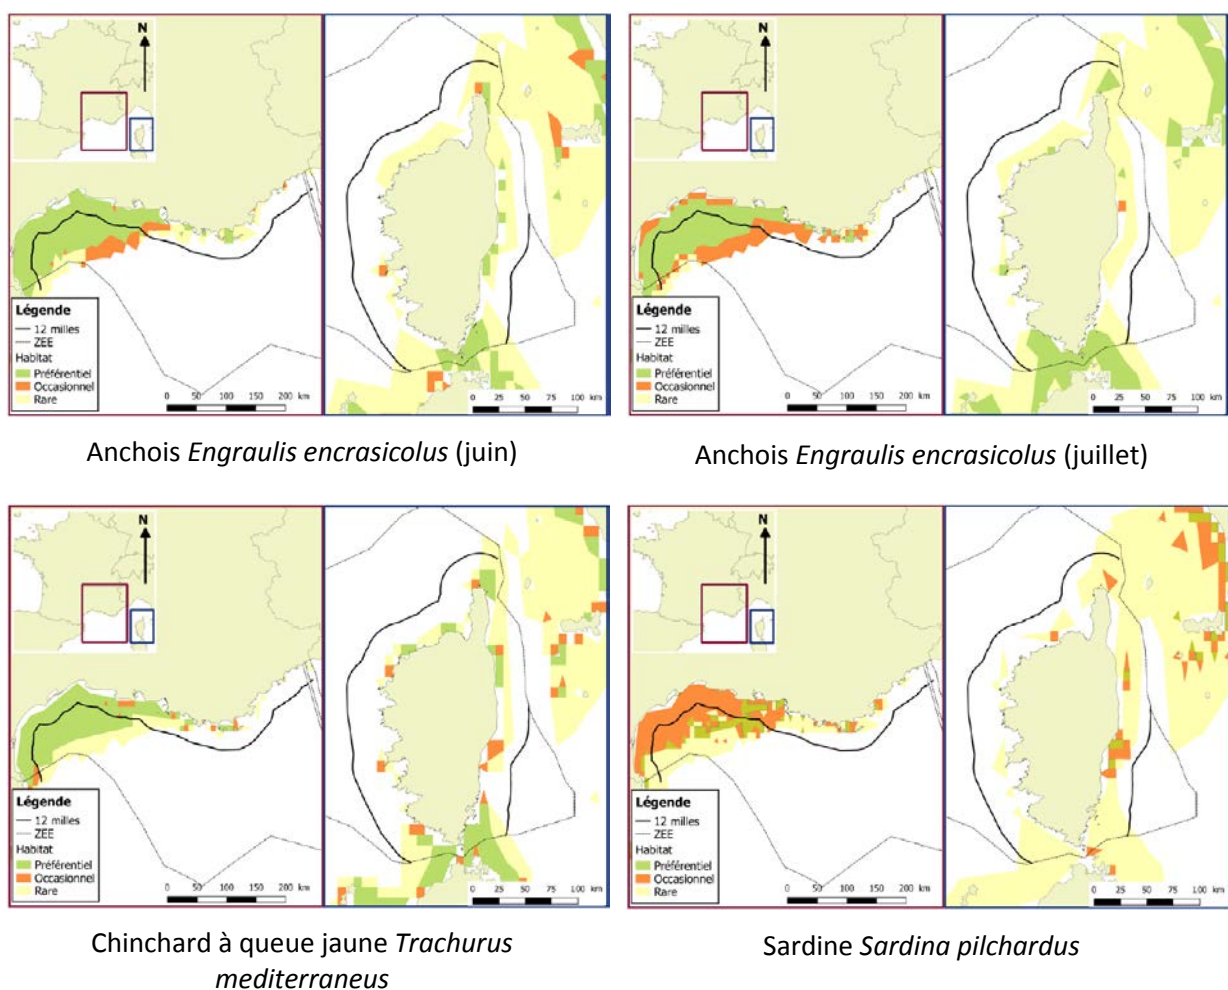 N
Légende
12 milles
ZEE
Habitat
Préférentiel
Occasionnel
Rare
0 50 100 150 200 km
0 25 50 75 100 km
Anchois Engraulis encrasicolus (juin)
N
Légende
12 milles
ZEE
Habitat
Préférentiel
Occasionnel
Rare
0 50 100 150 200 km
0 25 50 75 100 km
Anchois Engraulis encrasicolus (juillet)
N
Légende
12 milles
ZEE
Habitat
Préférentiel
Occasionnel
Rare
0 50 100 150 200 km
0 25 50 75 100 km
Chinchard à queue jaune Trachurus
mediterraneus
N
Légende
12 milles
ZEE
Habitat
Préférentiel
Occasionnel
Rare
0 50 100 150 200 km
0 25 50 75 100 km
Sardine Sardina pilchardus